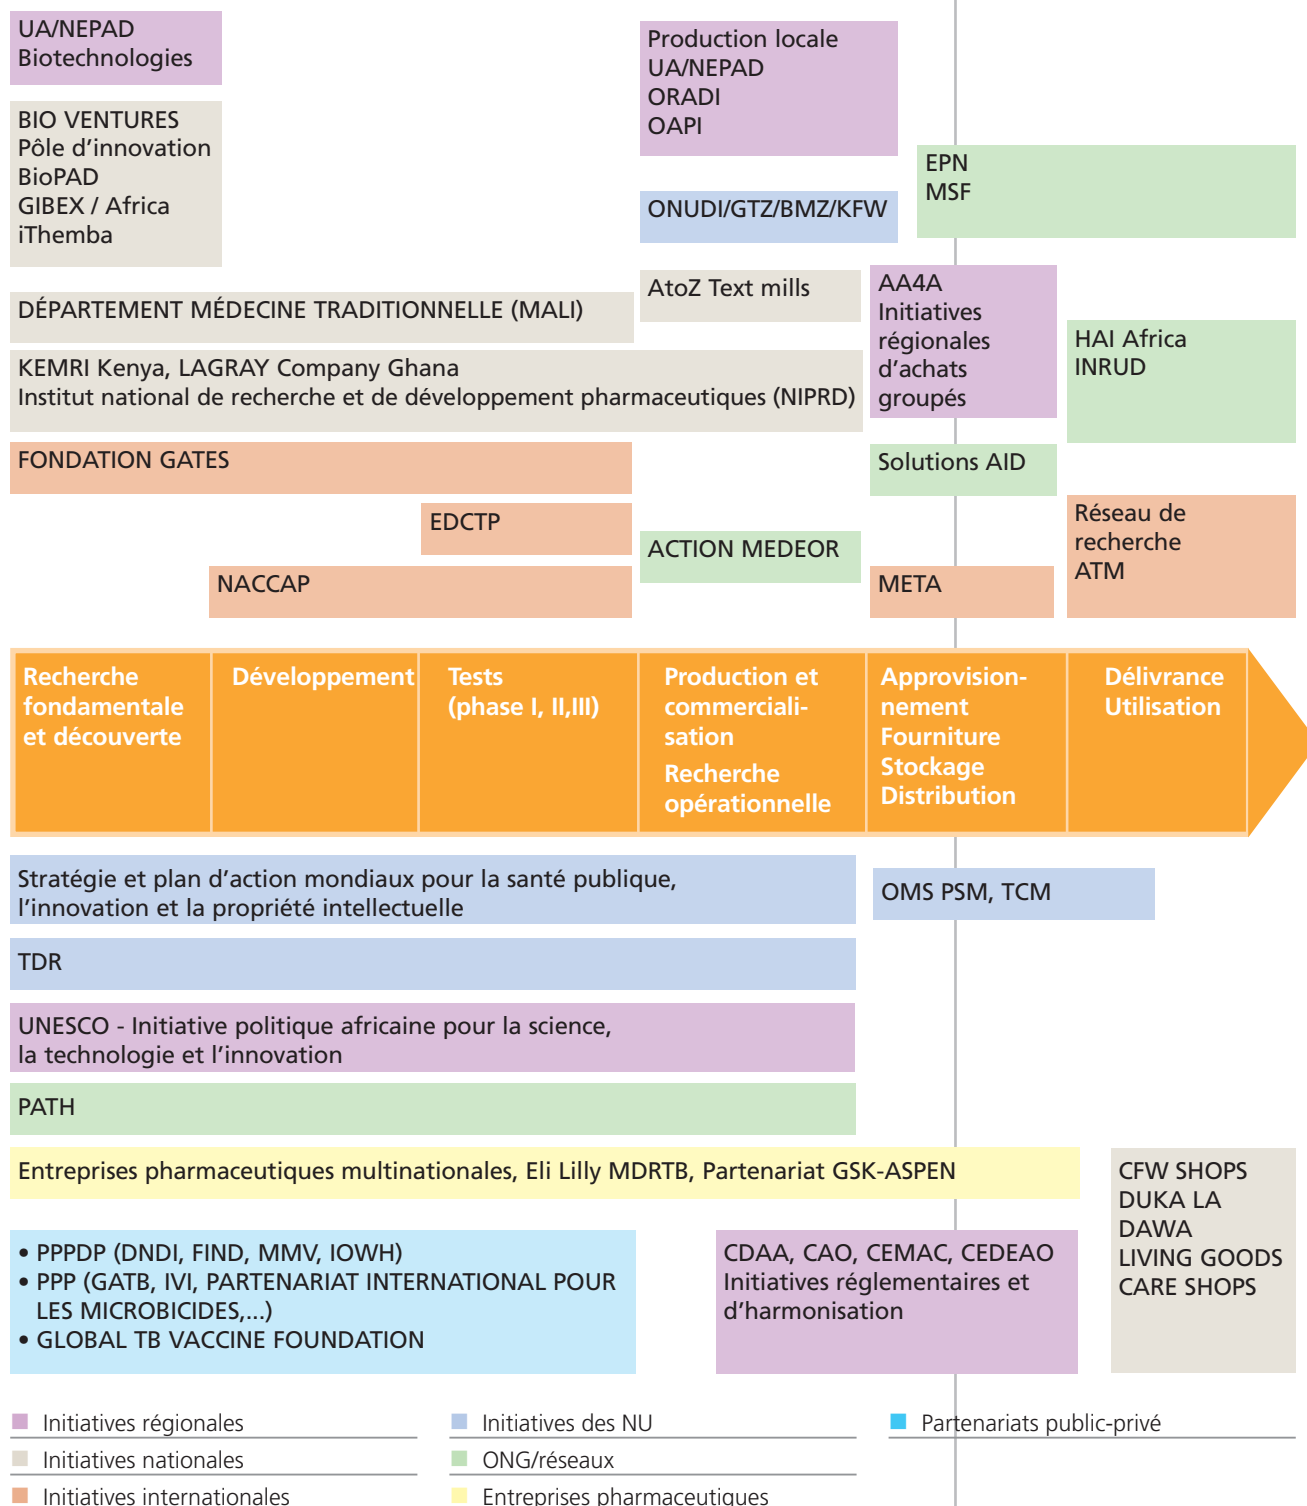 UA/NEPAD
Biotechnologies
Production locale
UA/NEPAD
ORADI
OAPI
BIO VENTURES
Pôle d’innovation
BioPAD
GIBEX / Africa
iThemba
EPN
MSF
ONUDI/GTZ/BMZ/KFW
AtoZ Text mills
AA4A
Initiatives
régionales
d’achats
groupés
DÉPARTEMENT MÉDECINE TRADITIONNELLE (MALI)
HAI Africa
INRUD
KEMRI Kenya, LAGRAY Company Ghana
Institut national de recherche et de développement pharmaceutiques (NIPRD)
FONDATION GATES
Solutions AID
EDCTP
Réseau de
recherche
ATM
ACTION MEDEOR
NACCAP
META
Recherche
fondamentale
et découverte
Développement
Tests
(phase I, II,III)
Production et
commerciali-
sation
Recherche
opérationnelle
Approvision-
nement
Fourniture
Stockage
Distribution
Délivrance
Utilisation
Stratégie et plan d’action mondiaux pour la santé publique,
l’innovation et la propriété intellectuelle
OMS PSM, TCM
TDR
UNESCO - Initiative politique africaine pour la science,
la technologie et l’innovation
PATH
Entreprises pharmaceutiques multinationales, Eli Lilly MDRTB, Partenariat GSK-ASPEN
CFW SHOPS
DUKA LA
DAWA
LIVING GOODS
CARE SHOPS
• PPPDP (DNDI, FIND, MMV, IOWH)
• PPP (GATB, IVI, PARTENARIAT INTERNATIONAL POUR
LES MICROBICIDES,...)
• GLOBAL TB VACCINE FOUNDATION
CDAA, CAO, CEMAC, CEDEAO
Initiatives réglementaires et
d’harmonisation
Initiatives régionales
Initiatives des NU
Partenariats public-privé
Initiatives nationales
ONG/réseaux
Initiatives internationales
Entreprises pharmaceutiques